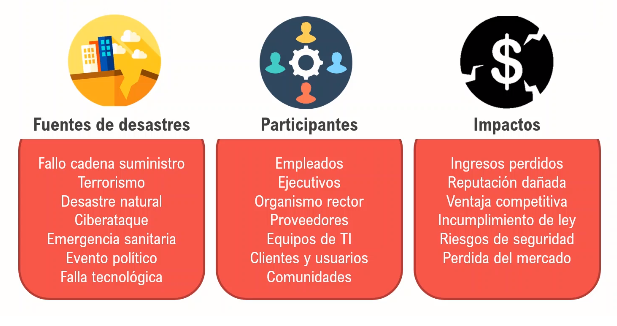 Fuentes de desastres
Fallo cadena suministro
Terrorismo
Desastre natural
Ciberataque
Emergencia sanitaria
Evento político
Falla tecnológica
Participantes
Empleados
Ejecutivos
Organismo rector
Proveedores
Equipos de TI
Clientes y usuarios
Comunidades
$
Impactos
Ingresos perdidos
Reputación dañada
Ventaja competitiva
Incumplimiento de ley
Riesgos de seguridad
Perdida del mercado